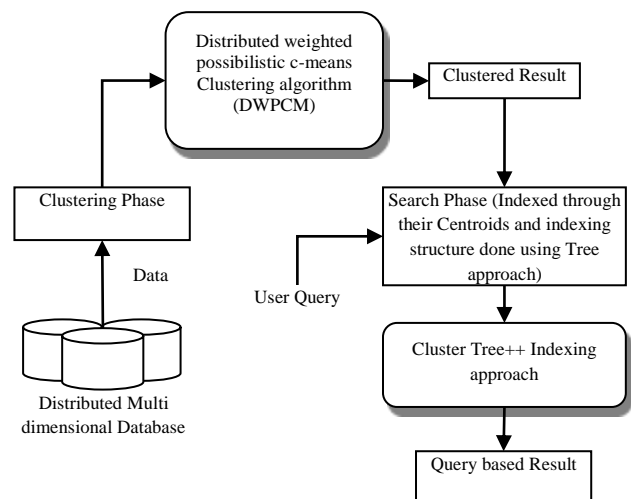 Distributed weighted
possibilistic c-means
Clustering algorithm
(DWPCM)
Clustered Result
Clustering Phase
Search Phase (Indexed through
their Centroids and indexing
structure done using Tree
approach)
Data
User Query
Cluster Tree++ Indexing
approach
Distributed Multi
dimensional Database
Query based Result